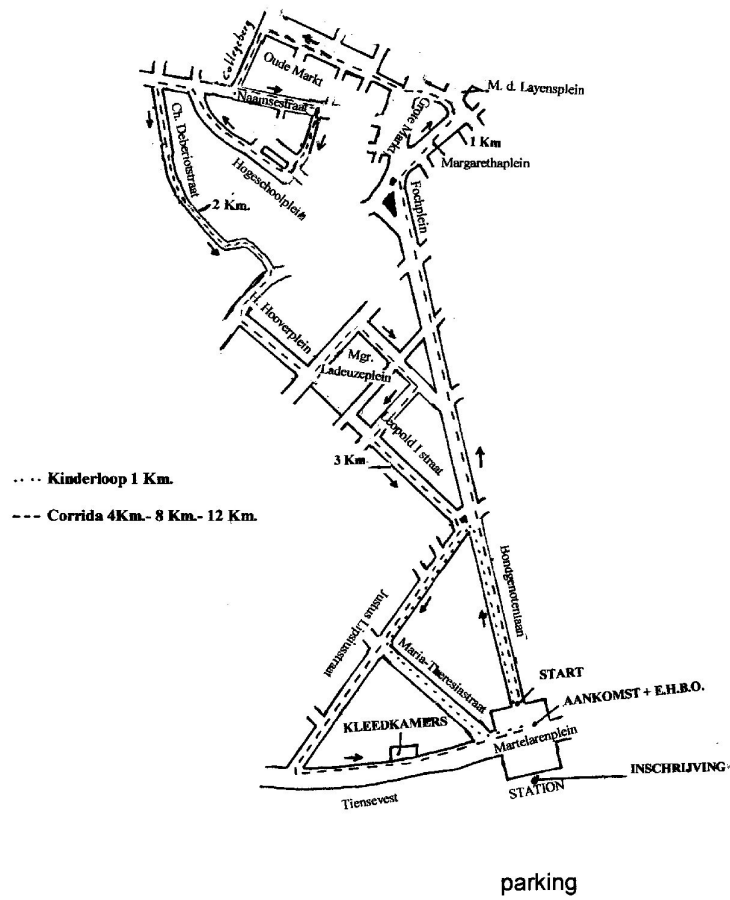 Collegeberg
Oude Markt
Naamsestraat
M. d. Layensplein
Grote Markt
1 Km
Margarethaplein
Ch. Deberiotstraat
Hogeschoolplein
Fochplein
2 Km.
H. Hooverplein
Mgr.
Ladeuzeplein
Leopold I straat
3 Km
.. .. Kinderloop 1 Km.
--- Corrida 4Km.- 8 Km.- 12 Km.
Bondgenotenlaan
Justus Lipsiusstraat
Maria-Theresiastraat
START
AANKOMST + E.H.B.O.
KLEEDKAMERS
Martelarenplein
INSCHRIJVING
STATION
Tiensevest
parking